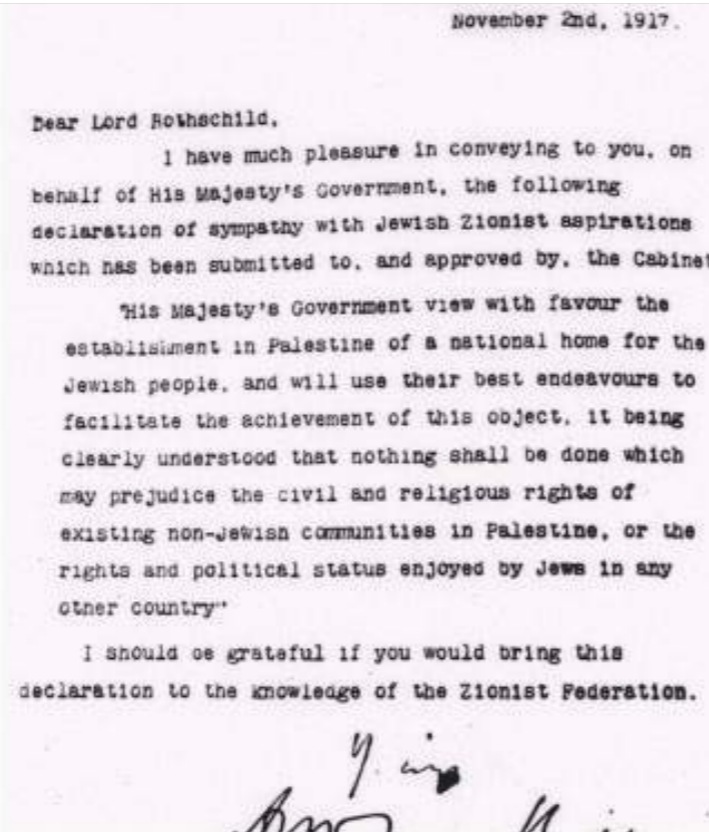 November 2nd, 1917.
Dear Lord Rothschild,
I have much pleasure in conveying to you, on
behalf of His Majesty's Government, the following
declaration of sympathy with Jewish Zionist aspirations
which has been submitted to, and approved by, the Cabinet
"His Majesty's Government view with favour the
establishment in Palestine of a national home for the
Jewish people, and will use their best endeavours to
facilitate the achievement of this object, it being
clearly understood that nothing shall be done which
may prejudice the civil and religious rights of
existing non-Jewish communities in Palestine, or the
rights and political status enjoyed by Jews in any
other country"
I should be grateful if you would bring this
declaration to the knowledge of the Zionist Federation.